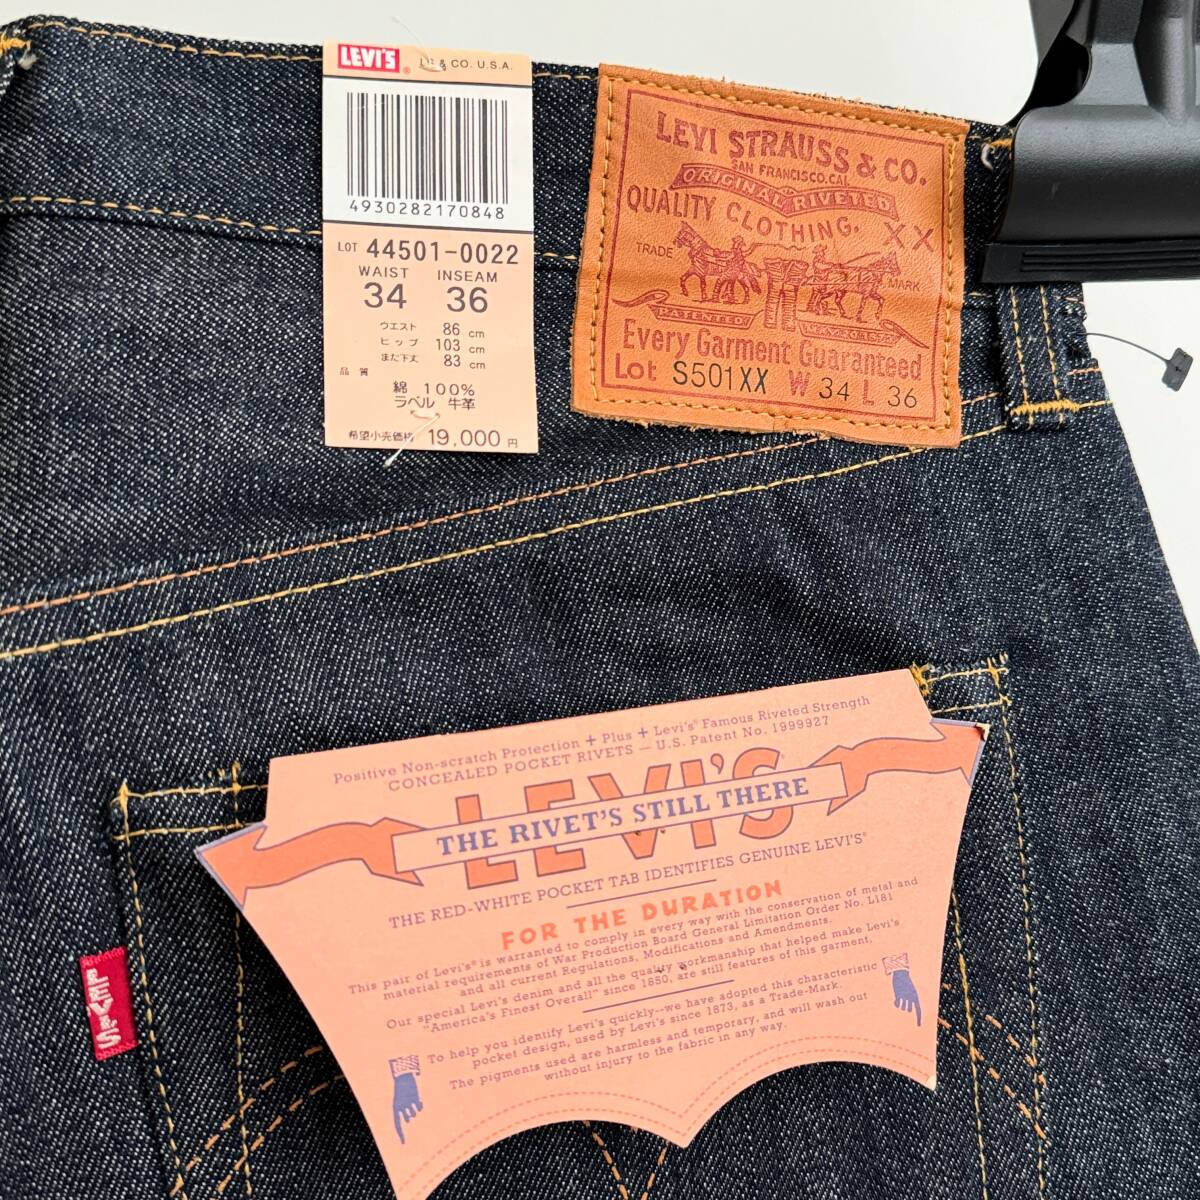 LEVI'S® & CO. U.S.A.
4930282170848
LOT 44501-0022
WAIST INSEAM
34 36
ウエスト 86 cm
ヒップ 103 cm
また下丈 83 cm
品質
綿 100%
ラベル 牛革
希望小売価格 19,000 円
LEVI STRAUSS & CO.
SAN FRANCISCO.CAL
ORIGINAL RIVETED
QUALITY CLOTHING.
XX
TRADE MARK
PATENTED
Every Garment Guaranteed
Lot S501XX W 34 L 36
Positive Non-scratch Protection + Plus + Levi's® Famous Riveted Strength
CONCEALED POCKET RIVETS — U.S. Patent No. 1999927
LEVI'S®
THE RIVET'S STILL THERE
THE RED-WHITE POCKET TAB IDENTIFIES GENUINE LEVI'S®
FOR THE DURATION
This pair of Levi's® is warranted to comply in every way with the conservation of metal and
material requirements of War Production Board General Limitation Order No. L181
and all current Regulations, Modifications and Amendments.
Our special Levi's denim and all the quality workmanship that helped make Levi's
"America's Finest Overall" since 1850, are still features of this garment.
To help you identify Levi's quickly--we have adopted this characteristic
pocket design, used by Levi's since 1873, as a Trade-Mark.
The pigments used are harmless and temporary, and will wash out
without injury to the fabric in any way.
LEVI'S